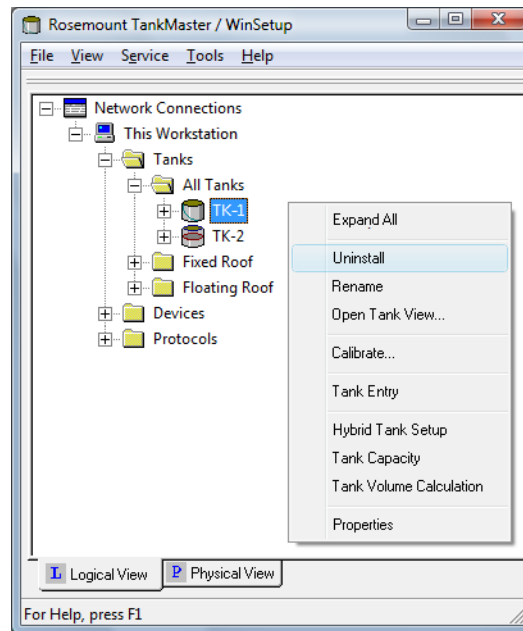 Rosemount TankMaster / WinSetup
File View Service Tools Help
Network Connections
This Workstation
Tanks
All Tanks
TK-1
TK-2
Fixed Roof
Floating Roof
Devices
Protocols
Expand All
Uninstall
Rename
Open Tank View...
Calibrate...
Tank Entry
Hybrid Tank Setup
Tank Capacity
Tank Volume Calculation
Properties
L Logical View P Physical View
For Help, press F1